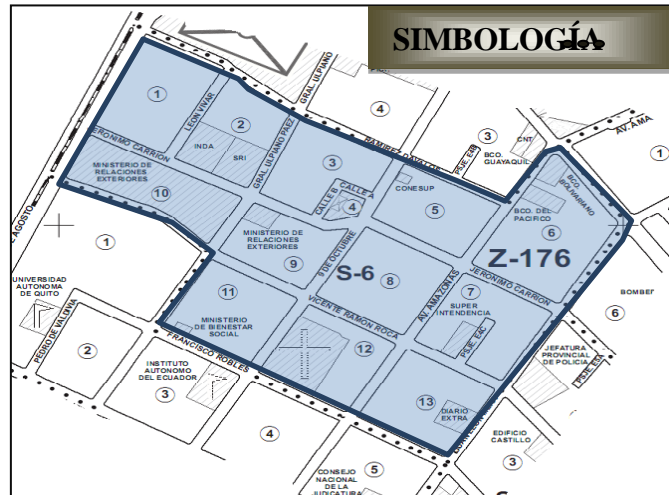 SIMBOLOGÍA
GRAL. ULPIANO
4
1
LEON VIVAR
2
GRAL. ULPIANO PAEZ
3
BCO.
GUAYAQUIL
PSJE. E4B
CNT
AV. AMA
1
INDA
SRI
3
CALLE A
CALLE B
4
CONESUP
5
BCO.
BOLIVARIANO
BCO. DEL
PACIFICO
6
MINISTERIO DE
RELACIONES
EXTERIORES
10
AGOSTO
1
MINISTERIO DE
RELACIONES
EXTERIORES
9
9 DE OCTUBRE
S-6
8
Z-176
JERONIMO CARRION
AV. AMAZONAS
7
SUPER
INTENDENCIA
PSJE. E4C
UNIVERSIDAD
AUTONOMA
DE QUITO
11
VICENTE RAMON ROCA
BOMBER
6
MINISTERIO
DE BIENESTAR
SOCIAL
12
JEFATURA
PROVINCIAL
DE POLICIA
PSJE. E5A
PEDRO DE VALDIVIA
2
FRANCISCO ROBLES
INSTITUTO
AUTONOMO
DEL ECUADOR
3
13
DIARIO
EXTRA
4
EDIFICIO
CASTILLO
3
CONSEJO
NACIONAL
DE LA
JUDICATURA
5